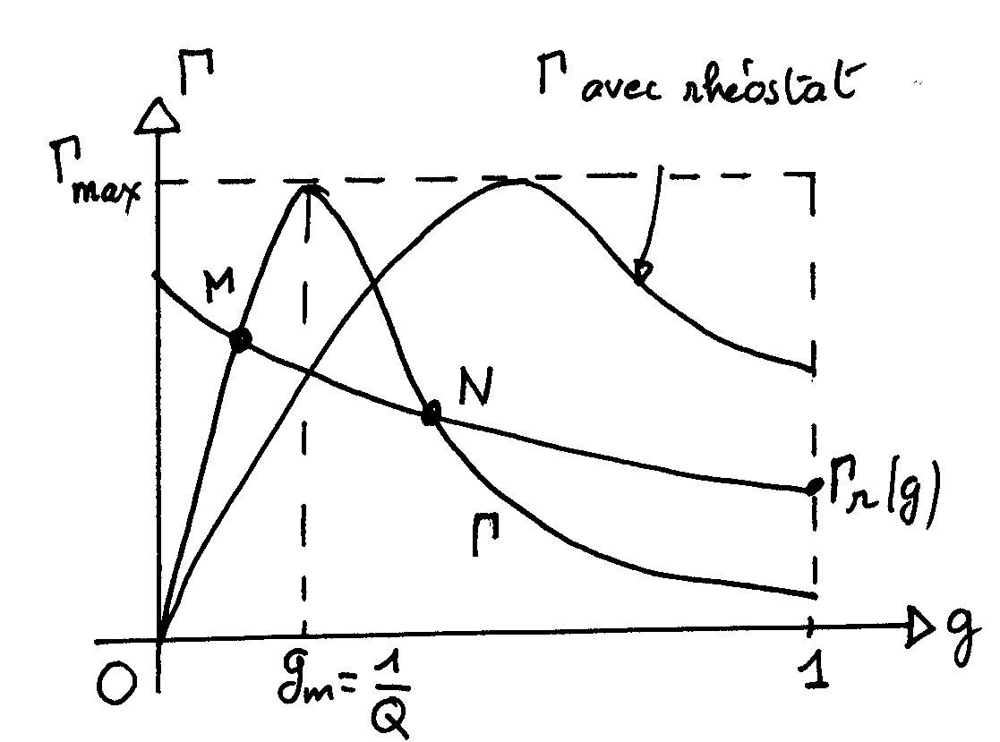 Γ
Γ avec rhéostat
Γmax
M
N
Γr(g)
Γ
O
gm = 1/Q
1
g